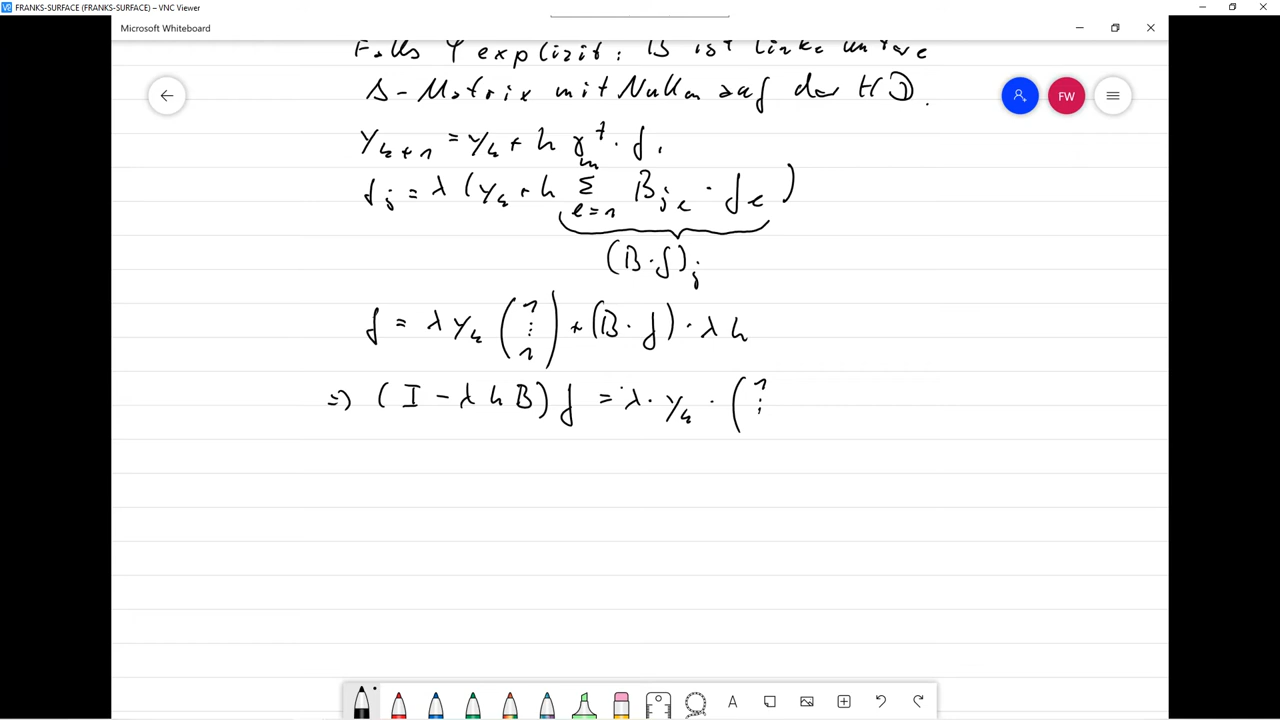 FRANKS-SURFACE (FRANKS-SURFACE) – VNC Viewer
Microsoft Whiteboard
FW
Falls φ explizit: B ist linke untere
Δ-Matrix mit Nullen auf der HD.
y_{k+1} = y_k + h γ^T · f,
f_j = λ (y_k + h Σ_{l=1}^{m} B_{jl} · f_l)
(B·f)_j
f = λ y_k (1 ⋮ 1) + (B·f) · λ h
=> (I - λ h B) f = λ · y_k · (1 ⋮
A